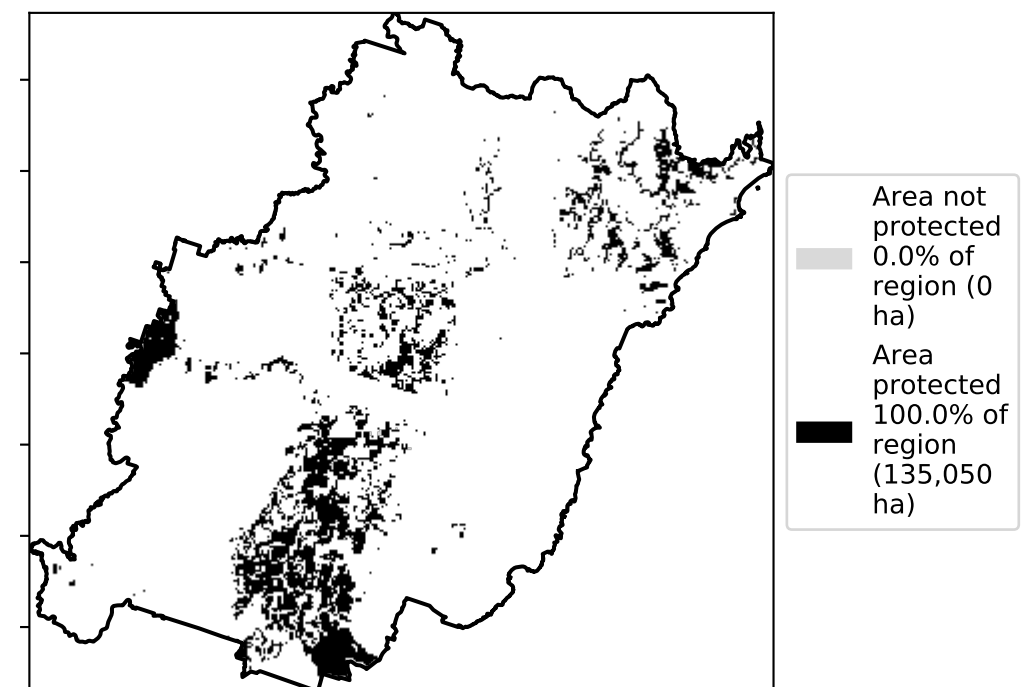 Area not
protected
0.0% of
region (0
ha)
Area
protected
100.0% of
region
(135,050
ha)